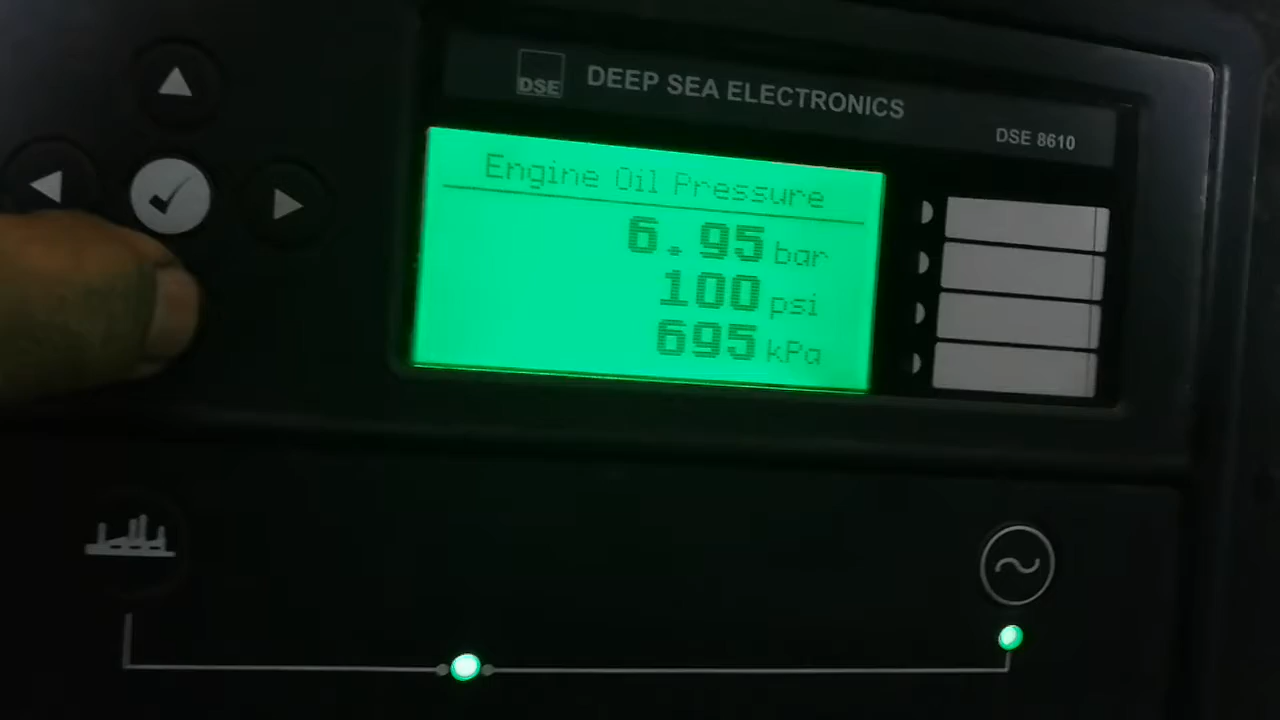 DSE DEEP SEA ELECTRONICS
DSE 8610
Engine Oil Pressure
6.95 bar
100 psi
695 kPa